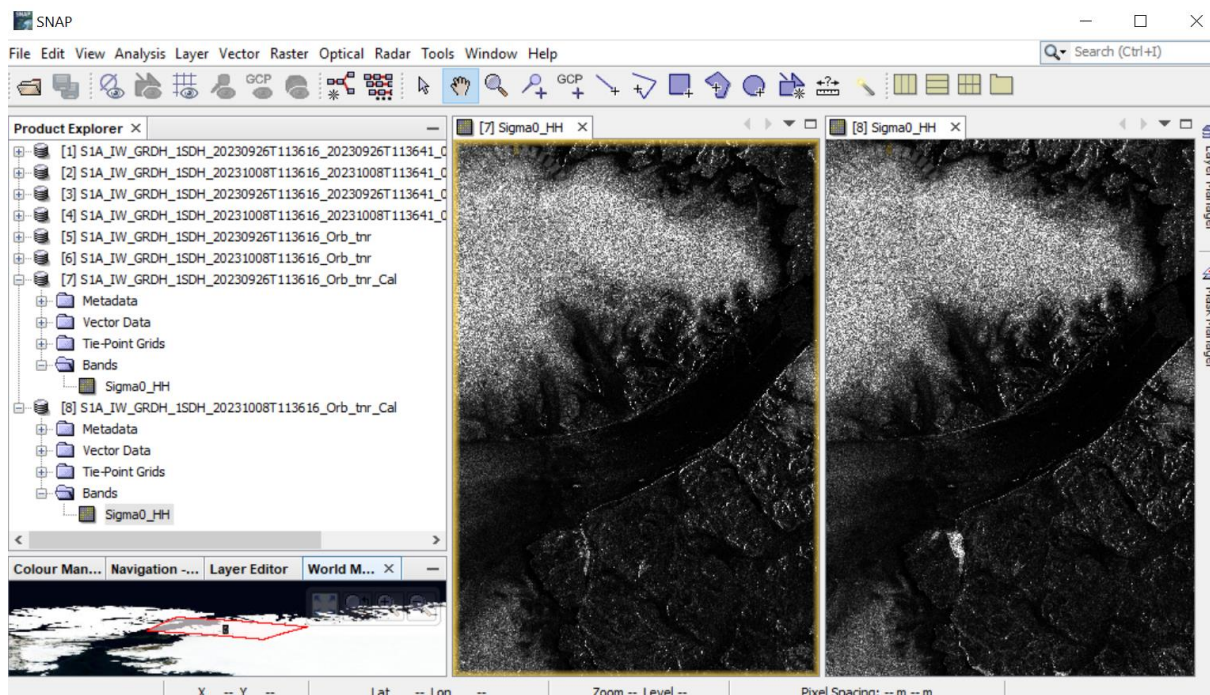 SNAP
File Edit View Analysis Layer Vector Raster Optical Radar Tools Window Help
Search (Ctrl+I)
GCP
GCP
Product Explorer
[1] S1A_IW_GRDH_1SDH_20230926T113616_20230926T113641_0
[2] S1A_IW_GRDH_1SDH_20231008T113616_20231008T113641_0
[3] S1A_IW_GRDH_1SDH_20230926T113616_20230926T113641_0
[4] S1A_IW_GRDH_1SDH_20231008T113616_20231008T113641_0
[5] S1A_IW_GRDH_1SDH_20230926T113616_Orb_tnr
[6] S1A_IW_GRDH_1SDH_20231008T113616_Orb_tnr
[7] S1A_IW_GRDH_1SDH_20230926T113616_Orb_tnr_Cal
Metadata
Vector Data
Tie-Point Grids
Bands
Sigma0_HH
[8] S1A_IW_GRDH_1SDH_20231008T113616_Orb_tnr_Cal
Metadata
Vector Data
Tie-Point Grids
Bands
Sigma0_HH
Colour Man... Navigation -... Layer Editor World M...
8
[7] Sigma0_HH
[8] Sigma0_HH
Layer Manager
Mask Manager
X -- Y -- Lat -- Lon -- Zoom -- Level -- Pixel Spacing: -- m -- m